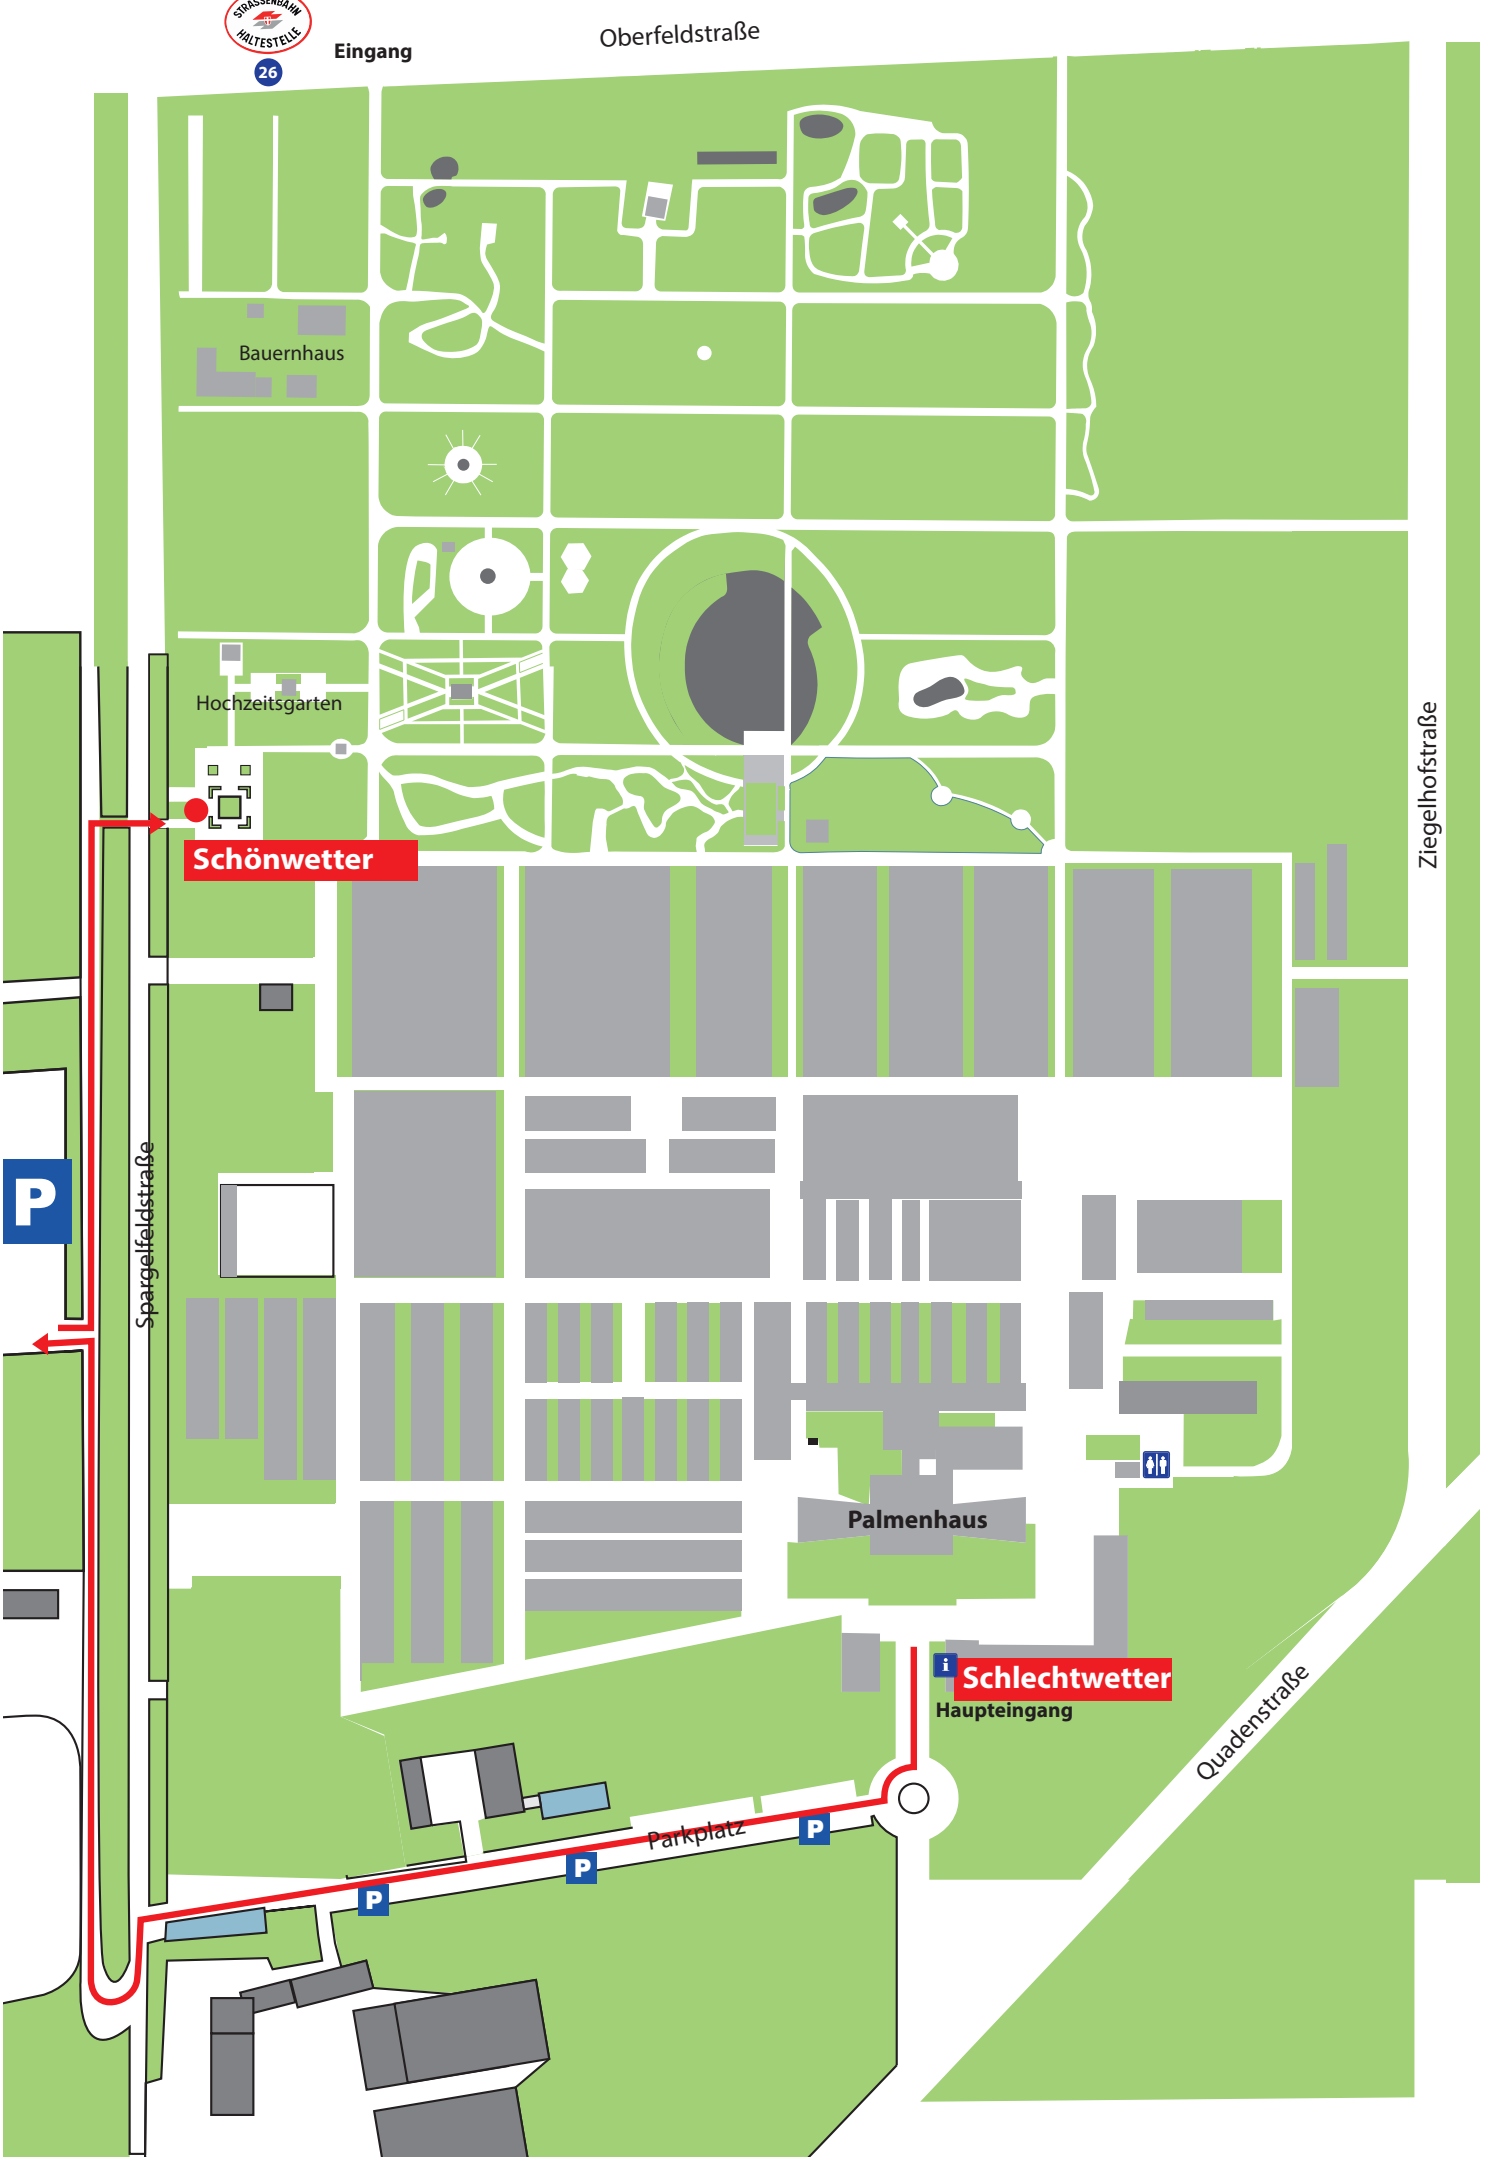 STRASSENBAHN
HALTESTELLE
26
Eingang
Oberfeldstraße
Bauernhaus
Hochzeitsgarten
Ziegelhofstraße
Schönwetter
P
Spargelfeldstraße
Palmenhaus
i
Schlechtwetter
Haupteingang
Quadenstraße
Parkplatz
P
P
P